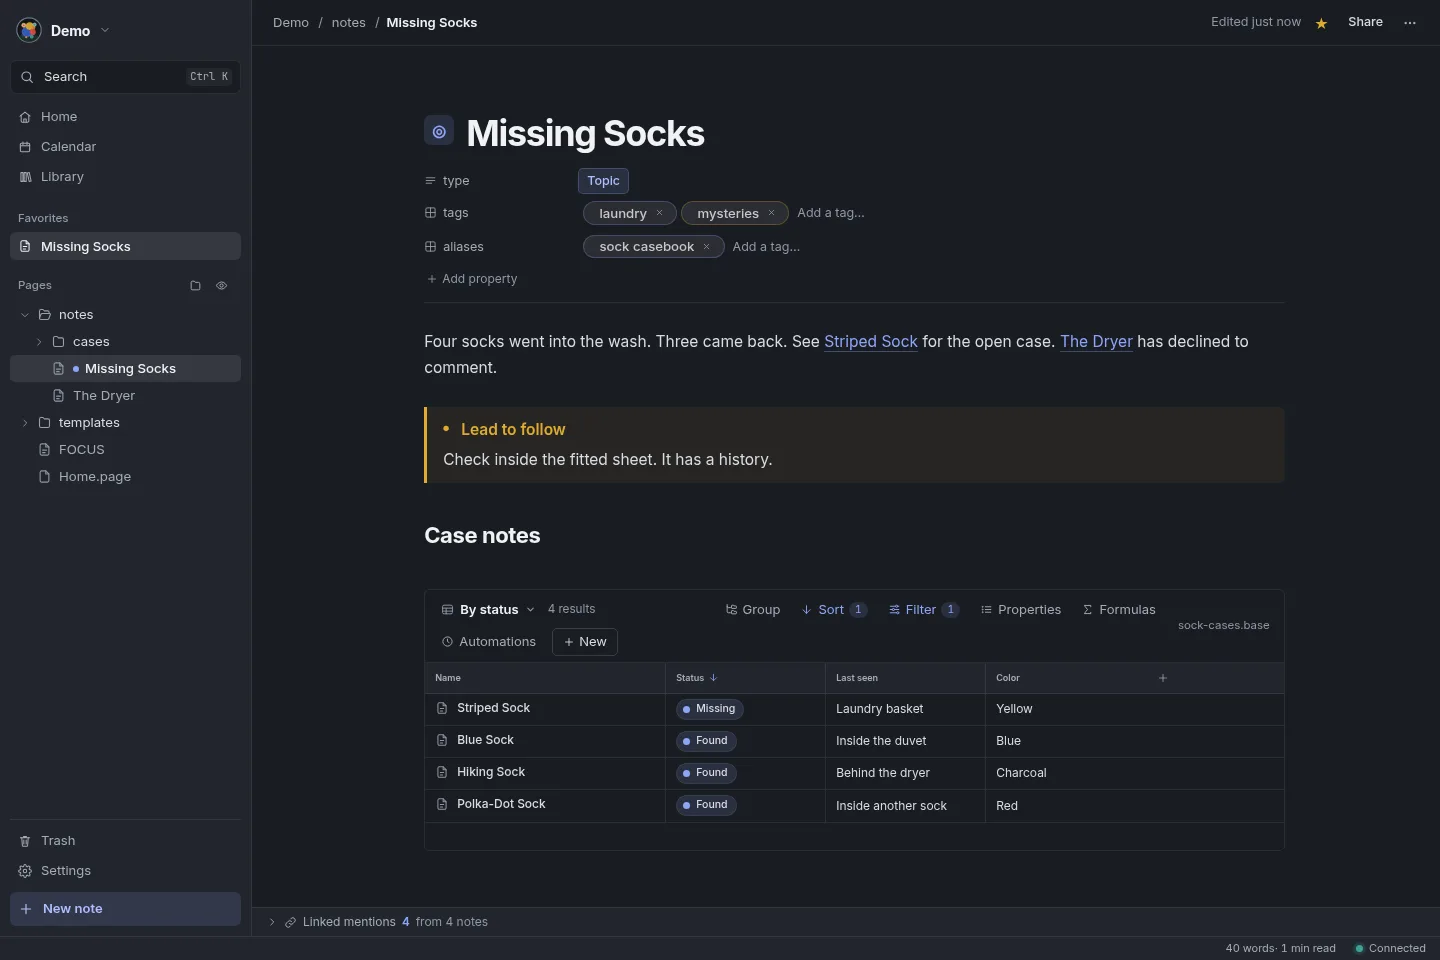 Demo
Search Ctrl K
Home
Calendar
Library
Favorites
Missing Socks
Pages
notes
cases
Missing Socks
The Dryer
templates
FOCUS
Home.page
Trash
Settings
New note
Demo / notes / Missing Socks
Edited just now Share
Missing Socks
type Topic
tags laundry × mysteries × Add a tag...
aliases sock casebook × Add a tag...
+ Add property
Four socks went into the wash. Three came back. See Striped Sock for the open case. The Dryer has declined to
comment.
Lead to follow
Check inside the fitted sheet. It has a history.
Case notes
By status 4 results Group Sort 1 Filter 1 Properties Formulas
sock-cases.base
Automations + New
Name Status Last seen Color +
Striped Sock Missing Laundry basket Yellow
Blue Sock Found Inside the duvet Blue
Hiking Sock Found Behind the dryer Charcoal
Polka-Dot Sock Found Inside another sock Red
Linked mentions 4 from 4 notes
40 words· 1 min read Connected